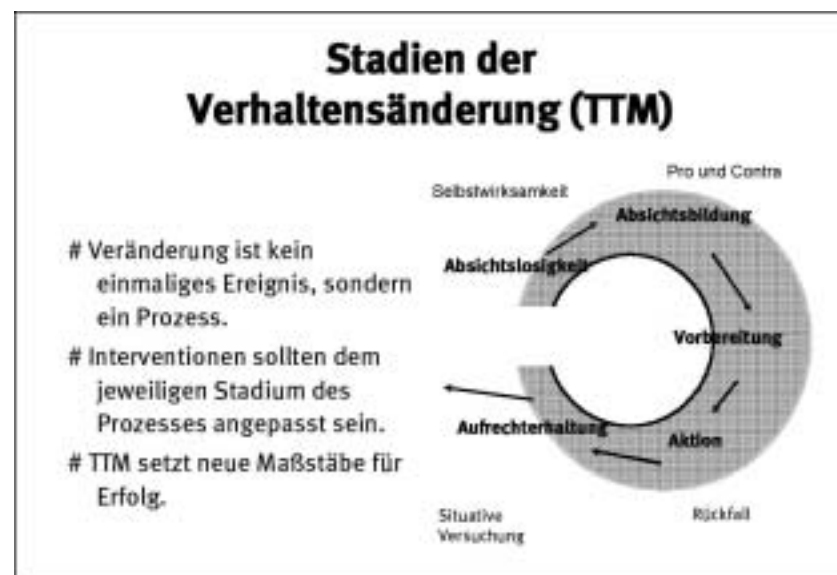 Stadien der
Verhaltensänderung (TTM)
# Veränderung ist kein
einmaliges Ereignis, sondern
ein Prozess.
# Interventionen sollten dem
jeweiligen Stadium des
Prozesses angepasst sein.
# TTM setzt neue Maßstäbe für
Erfolg.
Pro und Contra
Selbstwirksamkeit
Absichtsbildung
Absichtslosigkeit
Vorbereitung
Aufrechterhaltung
Aktion
Situative
Versuchung
Rückfall